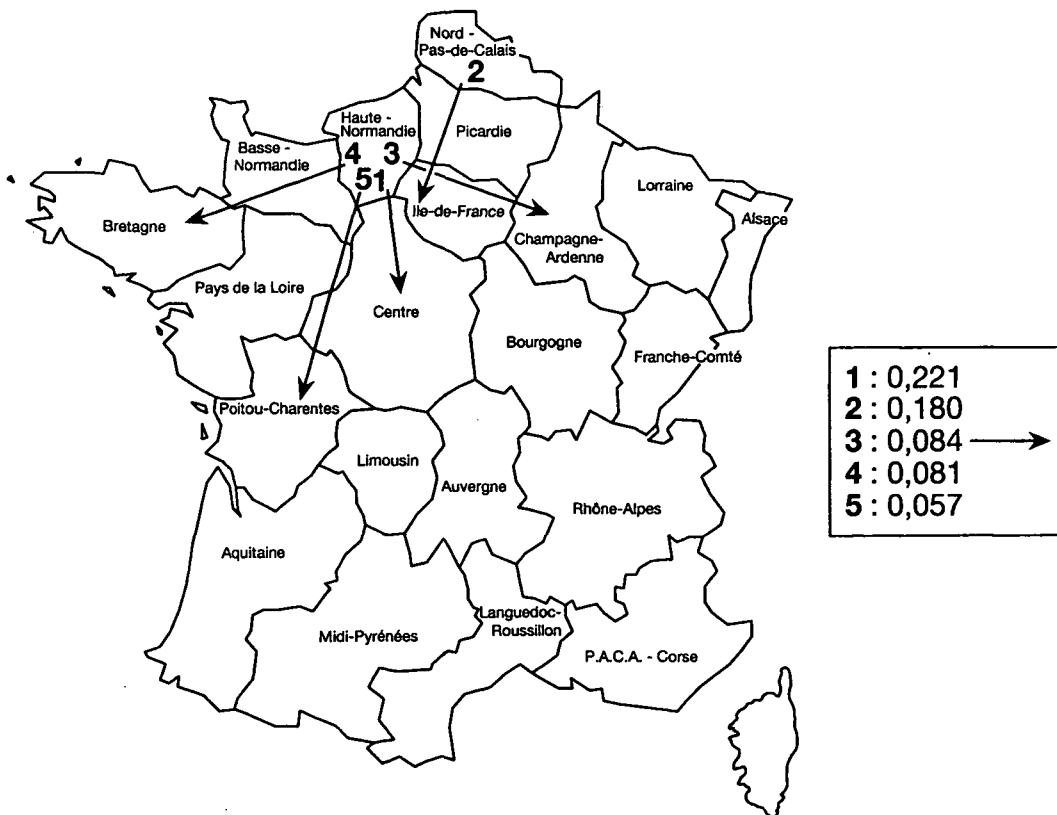 Nord -
Pas-de-Calais
2
Haute -
Normandie
Picardie
Basse -
Normandie
4 3
51
Lorraine
Alsace
Ile-de-France
Bretagne
Champagne-
Ardenne
Pays de la Loire
Centre
Bourgogne
Franche-Comté
Poitou-Charentes
Limousin
Auvergne
Rhône-Alpes
Aquitaine
Languedoc-
Roussillon
Midi-Pyrénées
P.A.C.A. - Corse
1 : 0,221
2 : 0,180
3 : 0,084
4 : 0,081
5 : 0,057